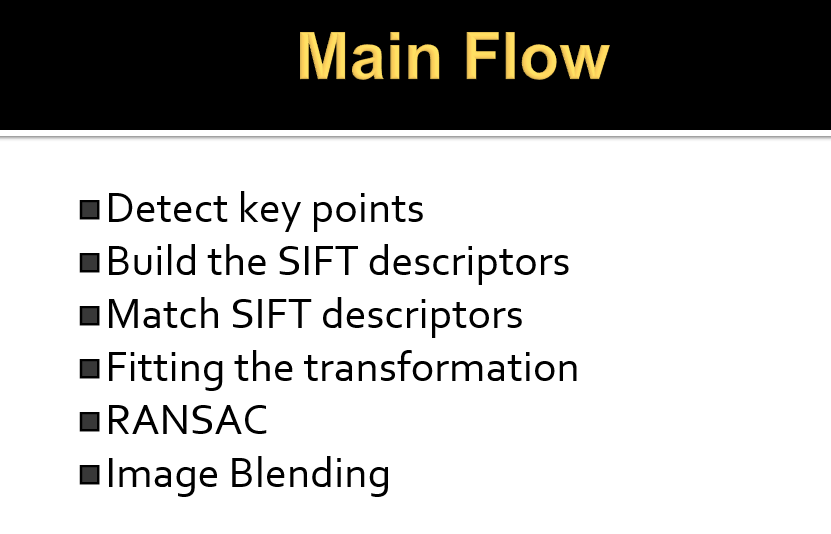 Main Flow
Detect key points
Build the SIFT descriptors
Match SIFT descriptors
Fitting the transformation
RANSAC
Image Blending